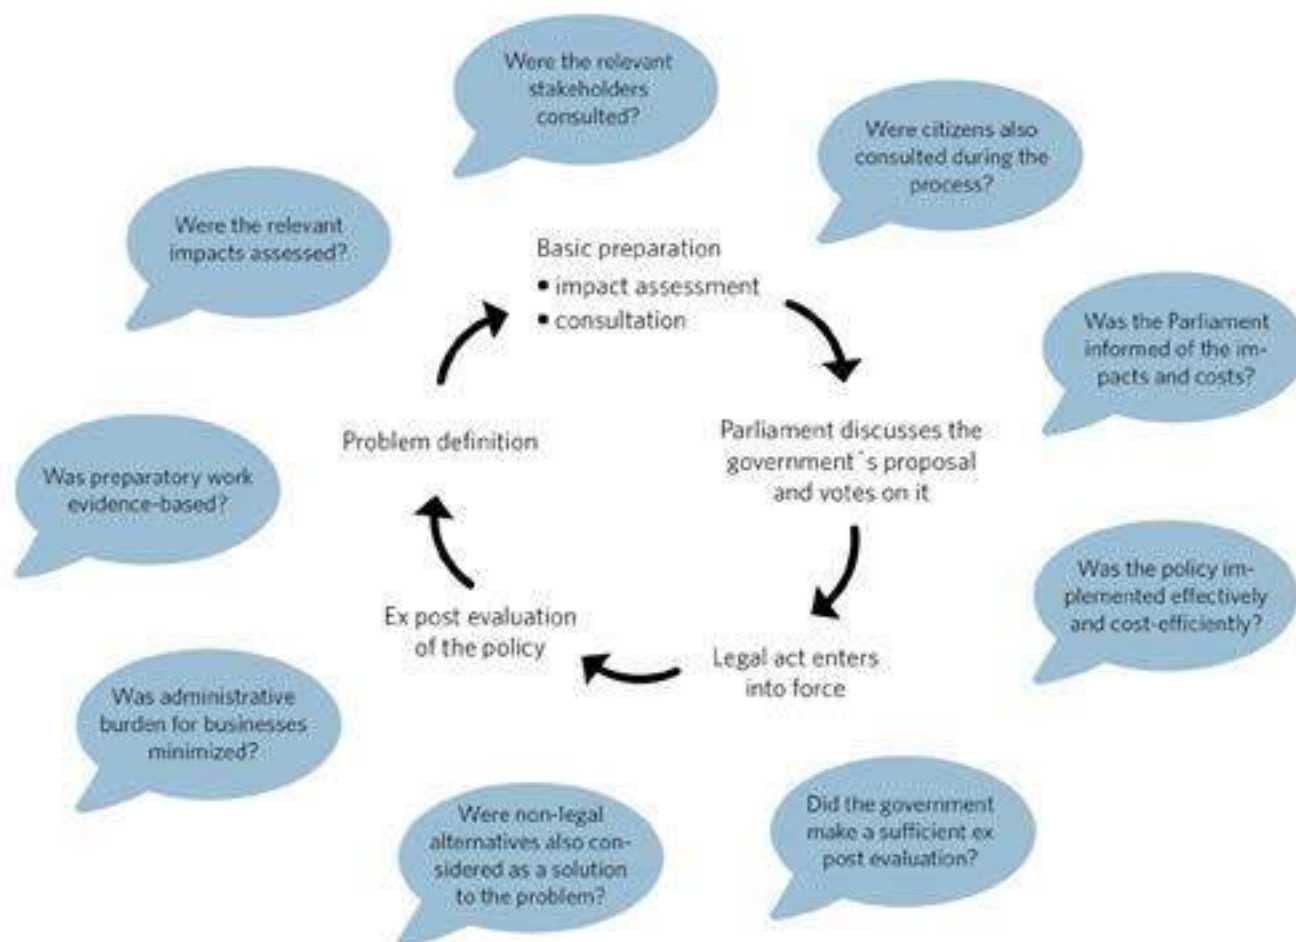 Were the relevant
stakeholders
consulted?
Were citizens also
consulted during the
process?
Were the relevant
impacts assessed?
Basic preparation
• impact assessment
• consultation
Was the Parliament
informed of the im-
pacts and costs?
Problem definition
Parliament discusses the
government´s proposal
and votes on it
Was preparatory work
evidence-based?
Was the policy im-
plemented effectively
and cost-efficiently?
Ex post evaluation
of the policy
Legal act enters
into force
Was administrative
burden for businesses
minimized?
Were non-legal
alternatives also con-
sidered as a solution
to the problem?
Did the government
make a sufficient ex
post evaluation?